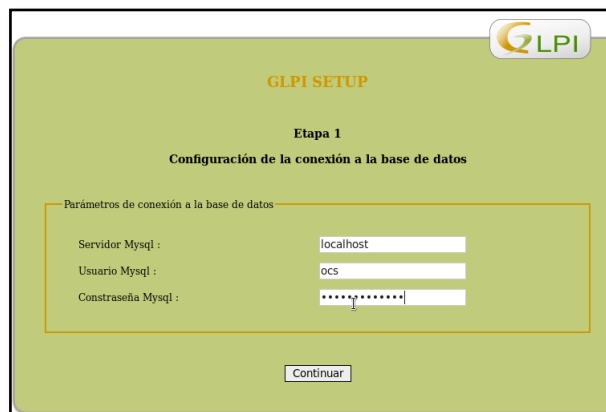 GLPI
GLPI SETUP
Etapa 1
Configuración de la conexión a la base de datos
Parámetros de conexión a la base de datos
Servidor Mysql : localhost
Usuario Mysql : ocs
Constraseña Mysql : •••••••••••••
Continuar